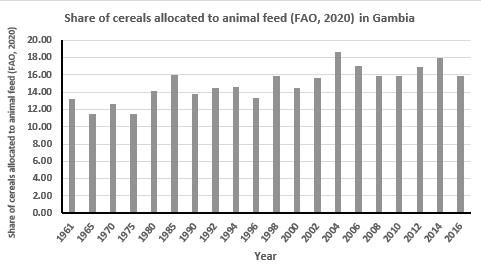 Share of cereals allocated to animal feed (FAO, 2020) in Gambia
Share of cereals allocated to animal feed (FAO, 2020)
20.00
18.00
16.00
14.00
12.00
10.00
8.00
6.00
4.00
2.00
0.00
1961 1965 1970 1975 1980 1985 1990 1992 1994 1996 1998 2000 2002 2004 2006 2008 2010 2012 2014 2016
Year